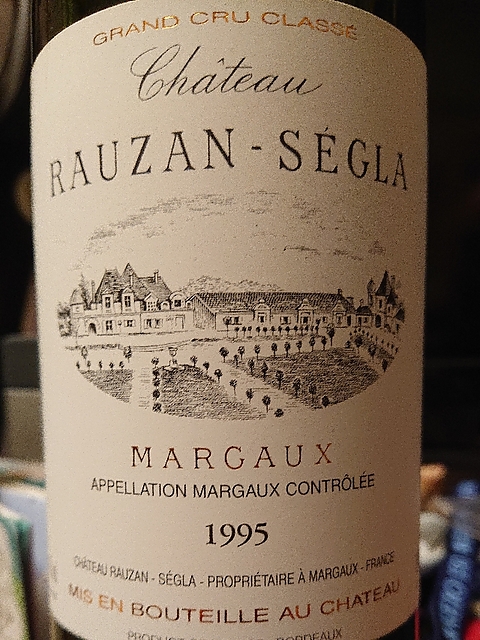 GRAND CRU CLASSÉ
Château
RAUZAN - SÉGLA
MARGAUX
APPELLATION MARGAUX CONTRÔLÉE
1995
CHÂTEAU RAUZAN - SÉGLA - PROPRIÉTAIRE À MARGAUX - FRANCE
MIS EN BOUTEILLE AU CHATEAU
BORDEAUX